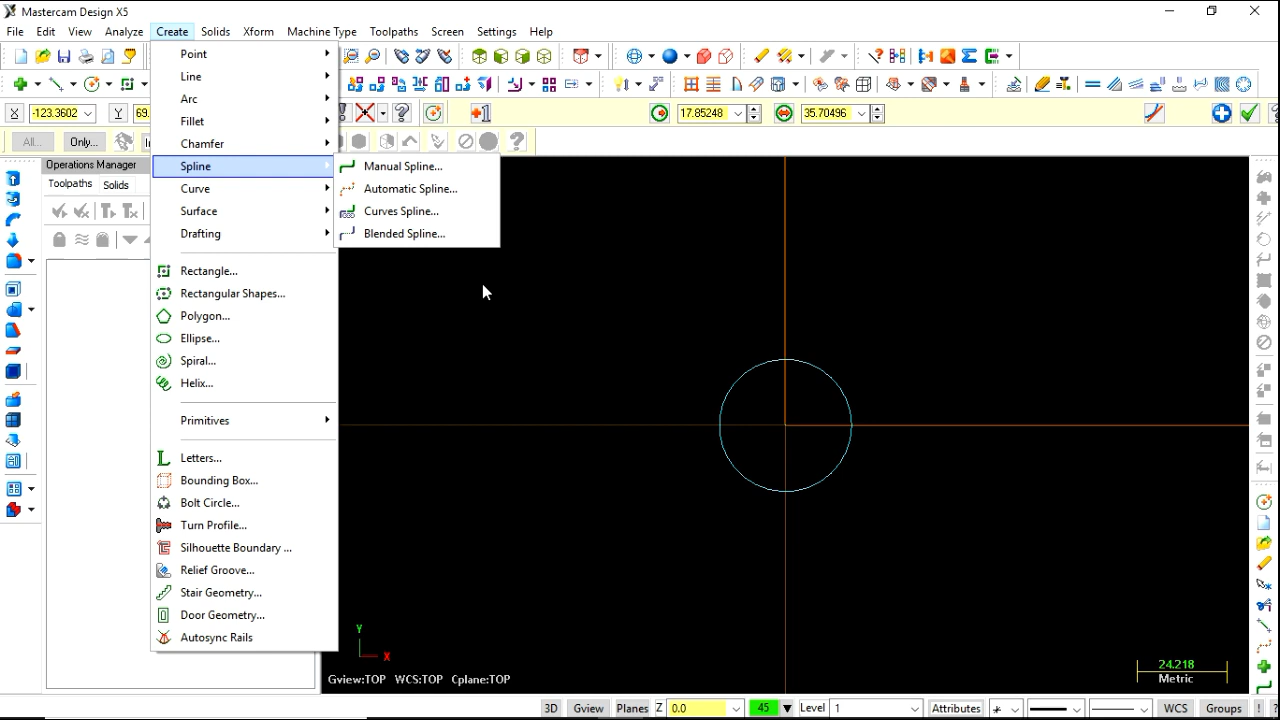 Mastercam Design X5
File Edit View Analyze Create Solids Xform Machine Type Toolpaths Screen Settings Help
X -123.3602 Y 69. 17.85248 35.70496
All... Only... In
Operations Manager
Toolpaths Solids
Point
Line
Arc
Fillet
Chamfer
Spline
Curve
Surface
Drafting
Rectangle...
Rectangular Shapes...
Polygon...
Ellipse...
Spiral...
Helix...
Primitives
Letters...
Bounding Box...
Bolt Circle...
Turn Profile...
Silhouette Boundary ...
Relief Groove...
Stair Geometry...
Door Geometry...
Autosync Rails
Manual Spline...
Automatic Spline...
Curves Spline...
Blended Spline...
Y
X
Gview:TOP WCS:TOP Cplane:TOP
24.218
Metric
3D Gview Planes Z 0.0 45 Level 1 Attributes WCS Groups ! ?